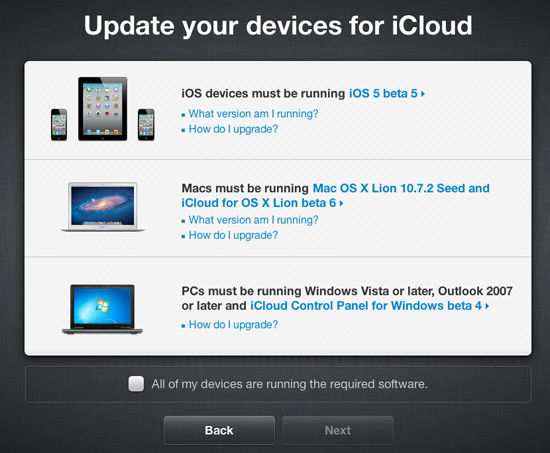 Update your devices for iCloud
iOS devices must be running iOS 5 beta 5
What version am I running?
How do I upgrade?
Macs must be running Mac OS X Lion 10.7.2 Seed and
iCloud for OS X Lion beta 6
What version am I running?
How do I upgrade?
PCs must be running Windows Vista or later, Outlook 2007
or later and iCloud Control Panel for Windows beta 4
How do I upgrade?
All of my devices are running the required software.
Back
Next